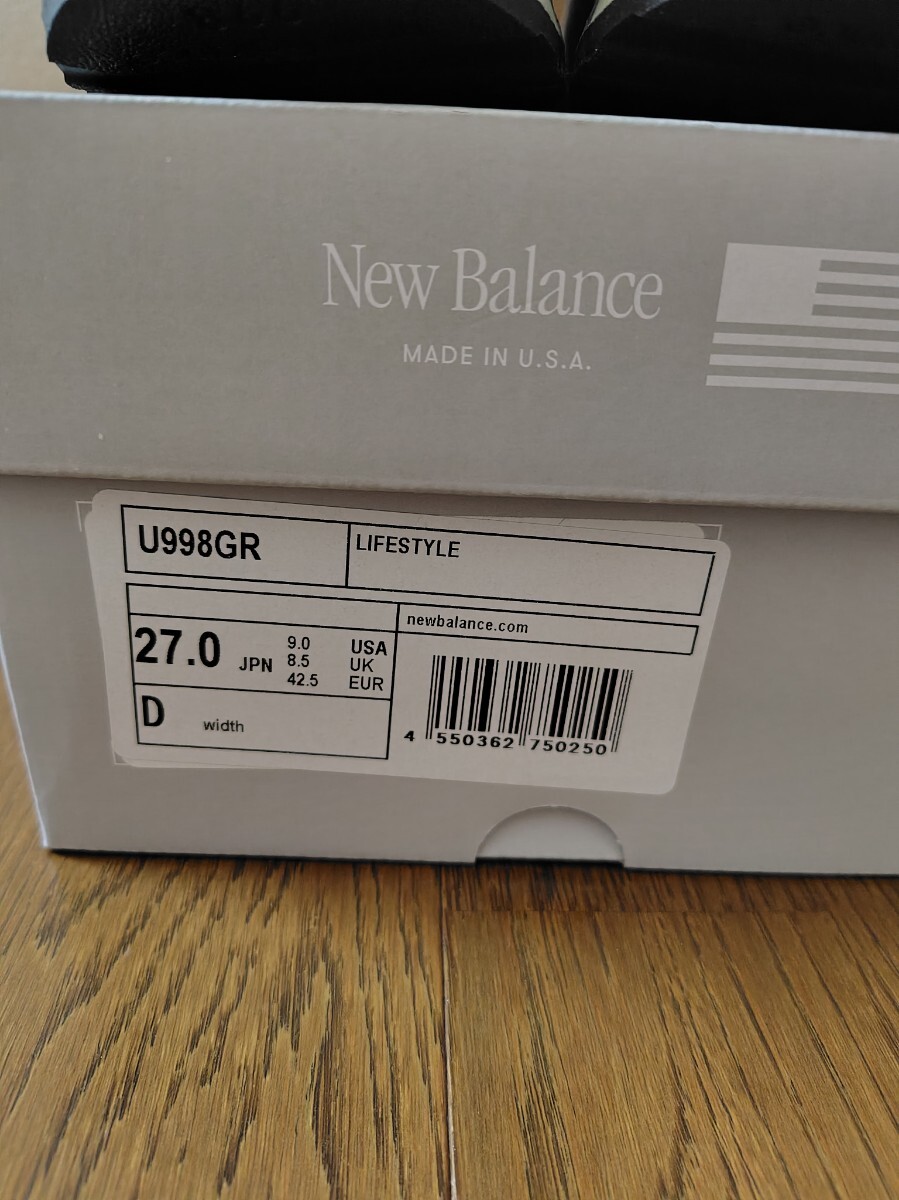 New Balance
MADE IN U.S.A.
U998GR
LIFESTYLE
newbalance.com
27.0 JPN
9.0 USA
8.5 UK
42.5 EUR
D width
4 550362 750250